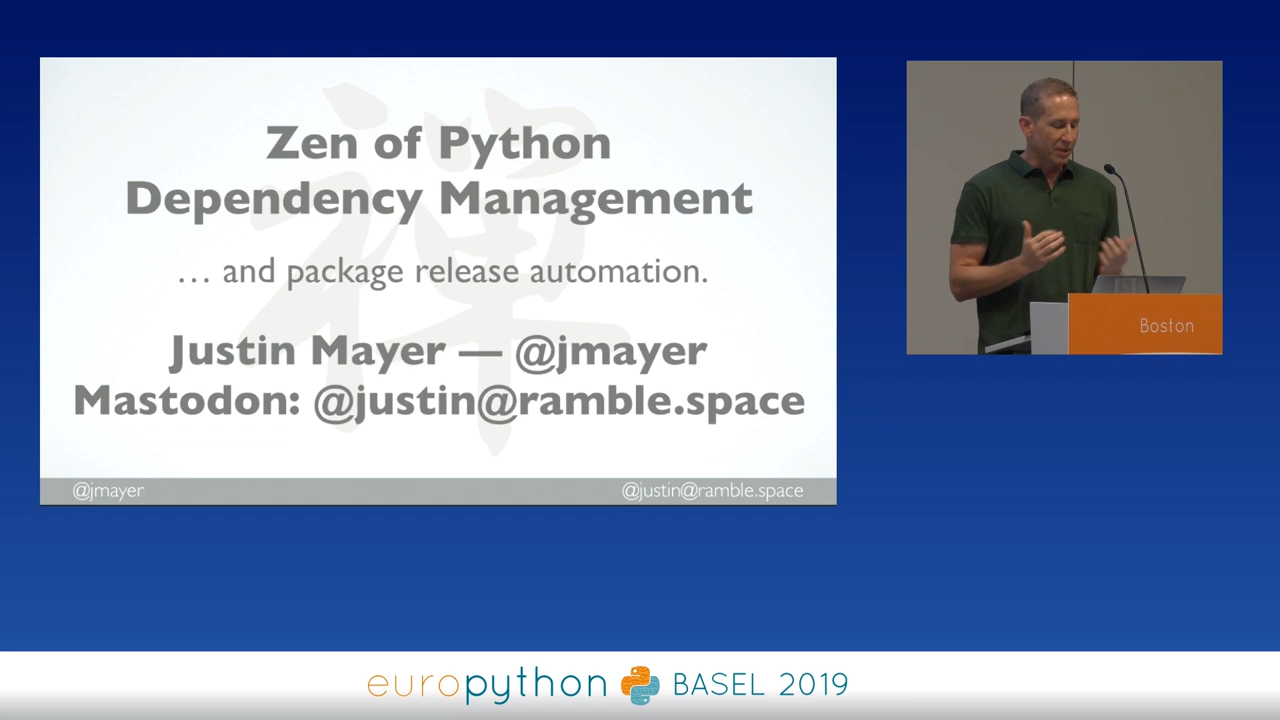 禅
Zen of Python
Dependency Management
… and package release automation.
Justin Mayer — @jmayer
Mastodon: @justin@ramble.space
@jmayer
@justin@ramble.space
Boston
europython BASEL 2019